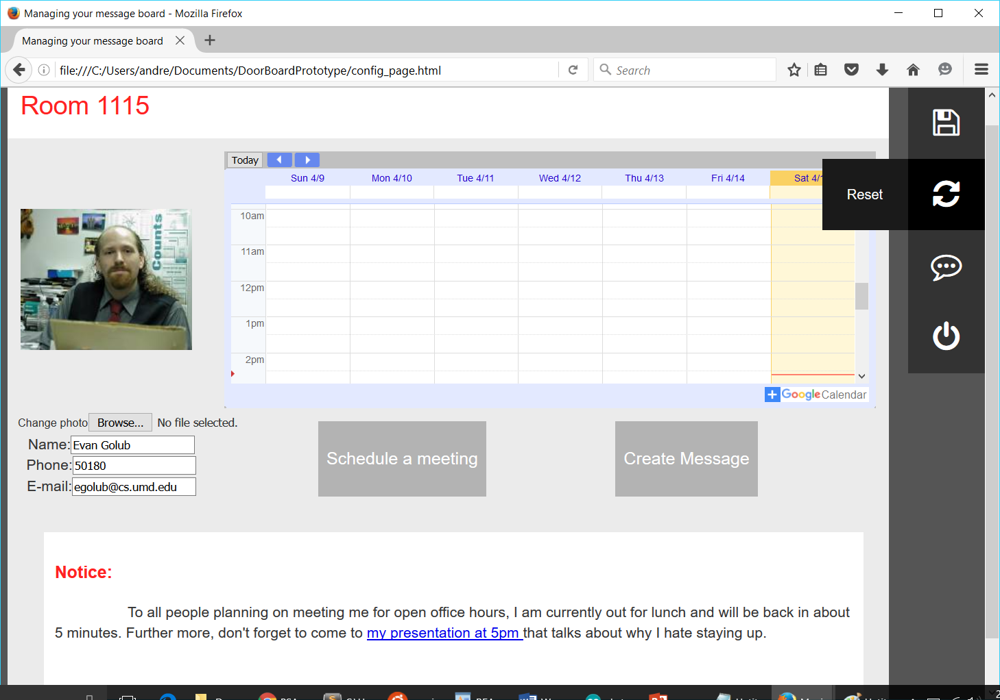 Managing your message board - Mozilla Firefox
Managing your message board
file:///C:/Users/andre/Documents/DoorBoardPrototype/config_page.html
Search
Room 1115
Today
Sun 4/9 Mon 4/10 Tue 4/11 Wed 4/12 Thu 4/13 Fri 4/14 Sat 4/1
Reset
10am
Counts
11am
12pm
1pm
2pm
Google Calendar
Change photo Browse... No file selected.
Name: Evan Golub
Phone: 50180
E-mail: egolub@cs.umd.edu
Schedule a meeting
Create Message
Notice:
To all people planning on meeting me for open office hours, I am currently out for lunch and will be back in about
5 minutes. Further more, don't forget to come to my presentation at 5pm that talks about why I hate staying up.